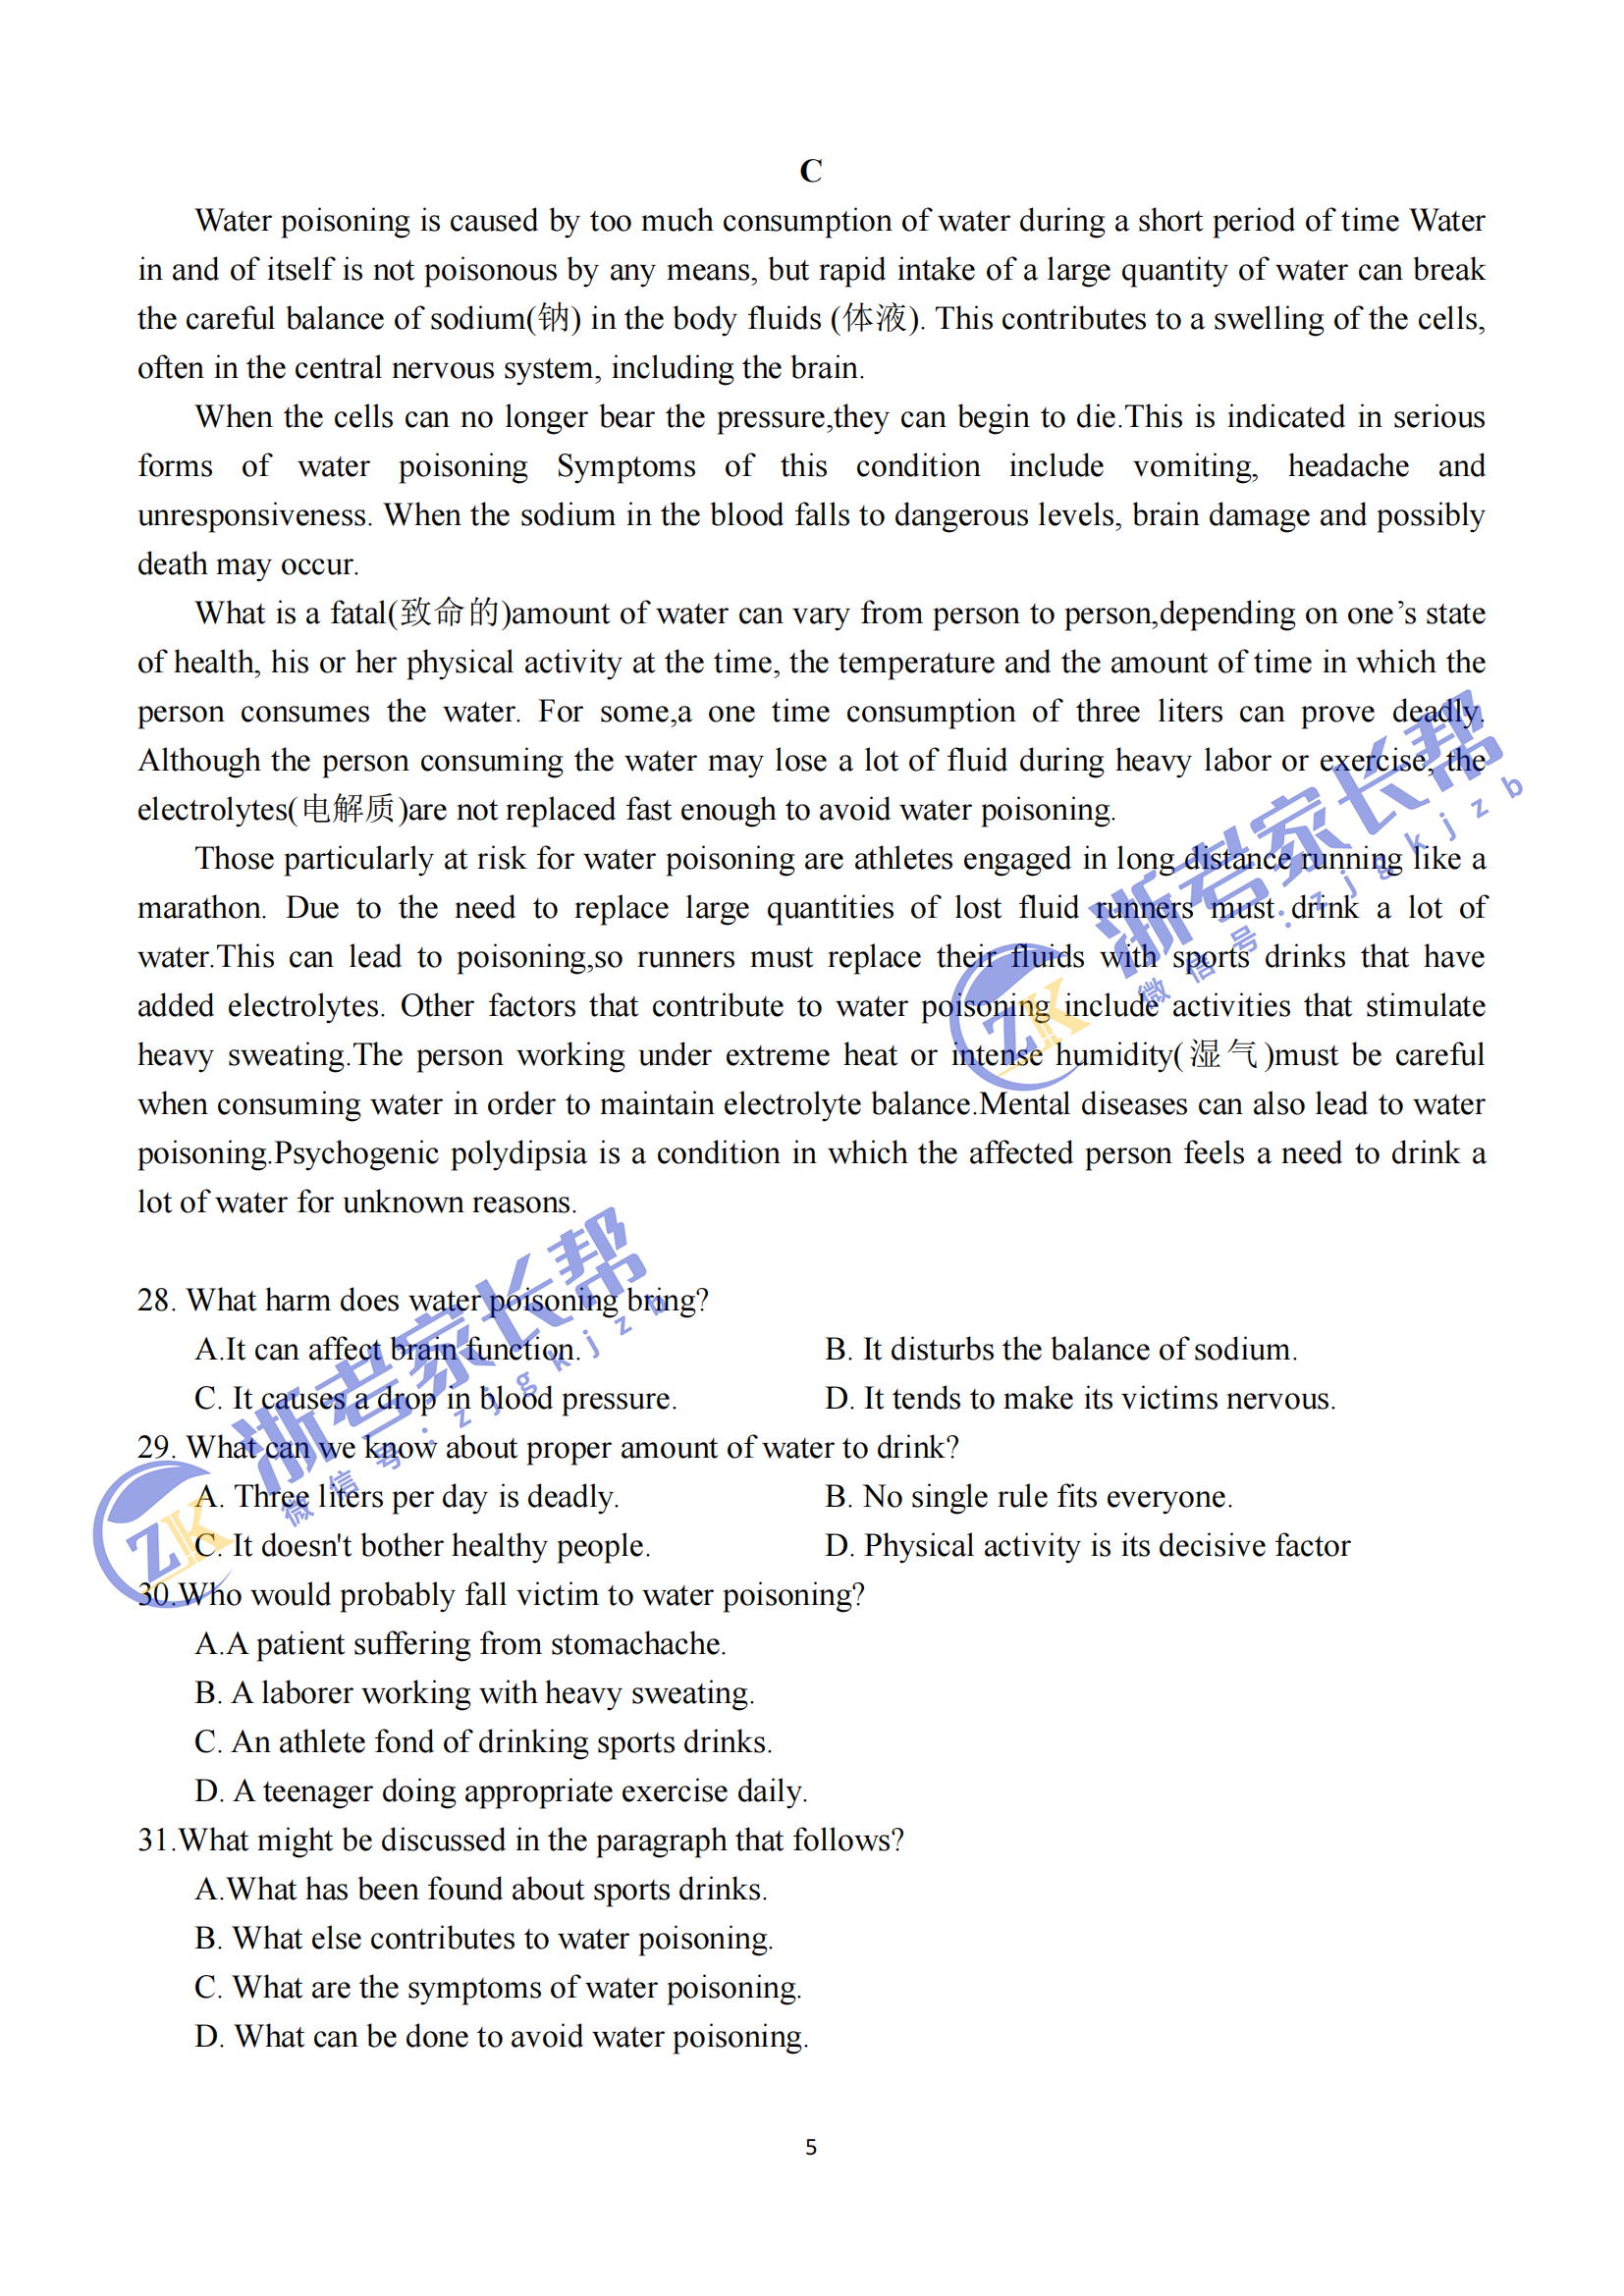 C
Water poisoning is caused by too much consumption of water during a short period of time Water
in and of itself is not poisonous by any means, but rapid intake of a large quantity of water can break
the careful balance of sodium(钠) in the body fluids (体液). This contributes to a swelling of the cells,
often in the central nervous system, including the brain.
When the cells can no longer bear the pressure,they can begin to die.This is indicated in serious
forms of water poisoning Symptoms of this condition include vomiting, headache and
unresponsiveness. When the sodium in the blood falls to dangerous levels, brain damage and possibly
death may occur.
What is a fatal(致命的)amount of water can vary from person to person,depending on one’s state
of health, his or her physical activity at the time, the temperature and the amount of time in which the
person consumes the water. For some,a one time consumption of three liters can prove deadly.
Although the person consuming the water may lose a lot of fluid during heavy labor or exercise, the
electrolytes(电解质)are not replaced fast enough to avoid water poisoning.
Those particularly at risk for water poisoning are athletes engaged in long distance running like a
marathon. Due to the need to replace large quantities of lost fluid runners must drink a lot of
water.This can lead to poisoning,so runners must replace their fluids with sports drinks that have
added electrolytes. Other factors that contribute to water poisoning include activities that stimulate
heavy sweating.The person working under extreme heat or intense humidity(湿气)must be careful
when consuming water in order to maintain electrolyte balance.Mental diseases can also lead to water
poisoning.Psychogenic polydipsia is a condition in which the affected person feels a need to drink a
lot of water for unknown reasons.
28. What harm does water poisoning bring?
A.It can affect brain function. B. It disturbs the balance of sodium.
C. It causes a drop in blood pressure. D. It tends to make its victims nervous.
29. What can we know about proper amount of water to drink?
A. Three liters per day is deadly. B. No single rule fits everyone.
C. It doesn't bother healthy people. D. Physical activity is its decisive factor
30.Who would probably fall victim to water poisoning?
A.A patient suffering from stomachache.
B. A laborer working with heavy sweating.
C. An athlete fond of drinking sports drinks.
D. A teenager doing appropriate exercise daily.
31.What might be discussed in the paragraph that follows?
A.What has been found about sports drinks.
B. What else contributes to water poisoning.
C. What are the symptoms of water poisoning.
D. What can be done to avoid water poisoning.
5
浙考家长帮
微信号:zjgkjzb
ZK
浙考家长帮
微信号:zjgkjzb
ZK